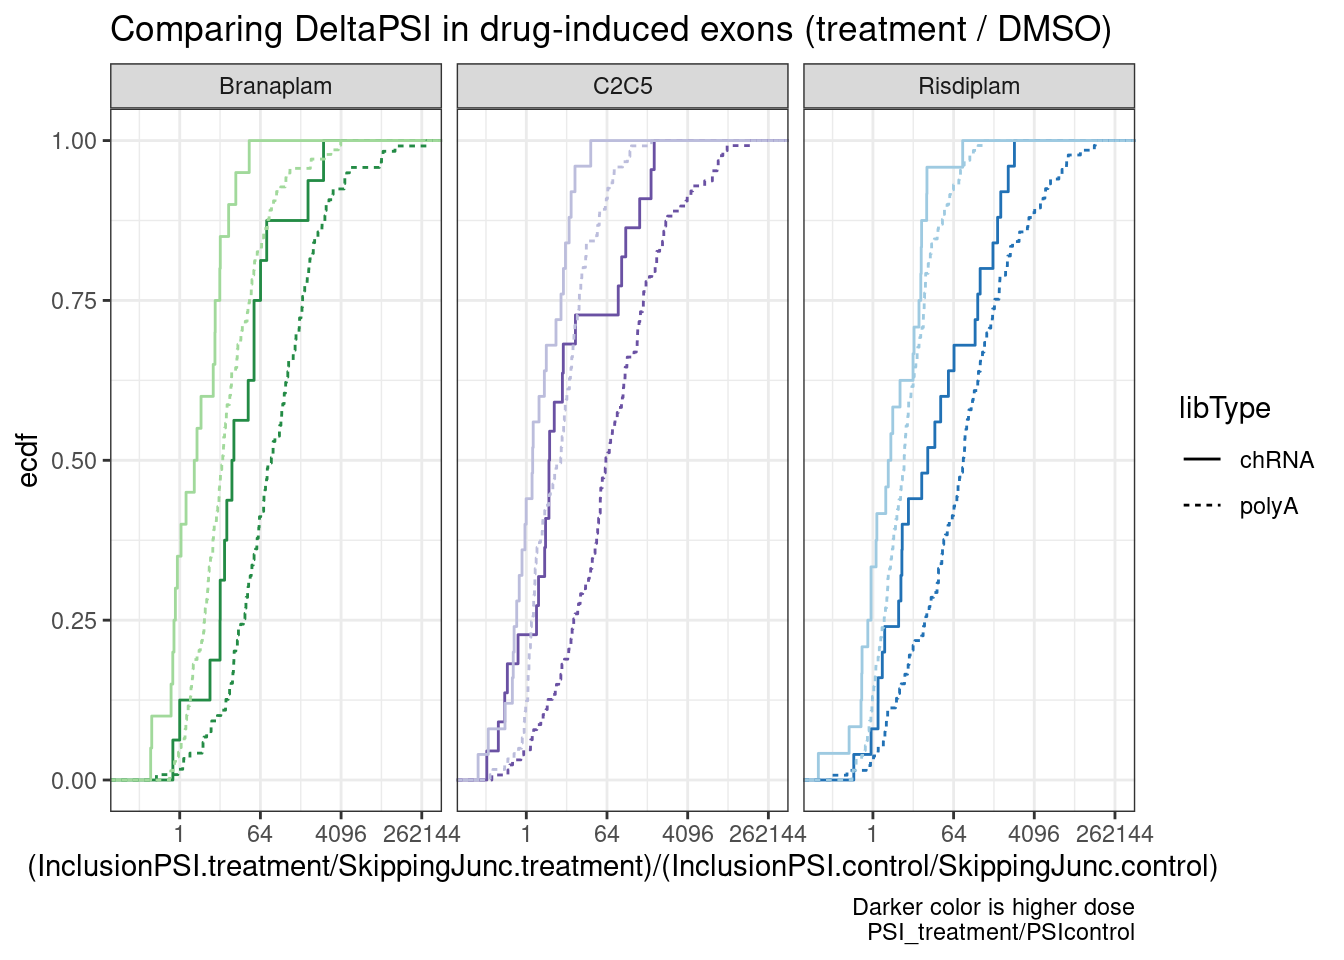 Comparing DeltaPSI in drug-induced exons (treatment / DMSO)
Branaplam
C2C5
Risdiplam
1.00
0.75
0.50
0.25
0.00
ecdf
1 64 4096 262144
1 64 4096 262144
1 64 4096 262144
(InclusionPSI.treatment/SkippingJunc.treatment)/(InclusionPSI.control/SkippingJunc.control)
libType
chRNA
polyA
Darker color is higher dose
PSI_treatment/PSIcontrol